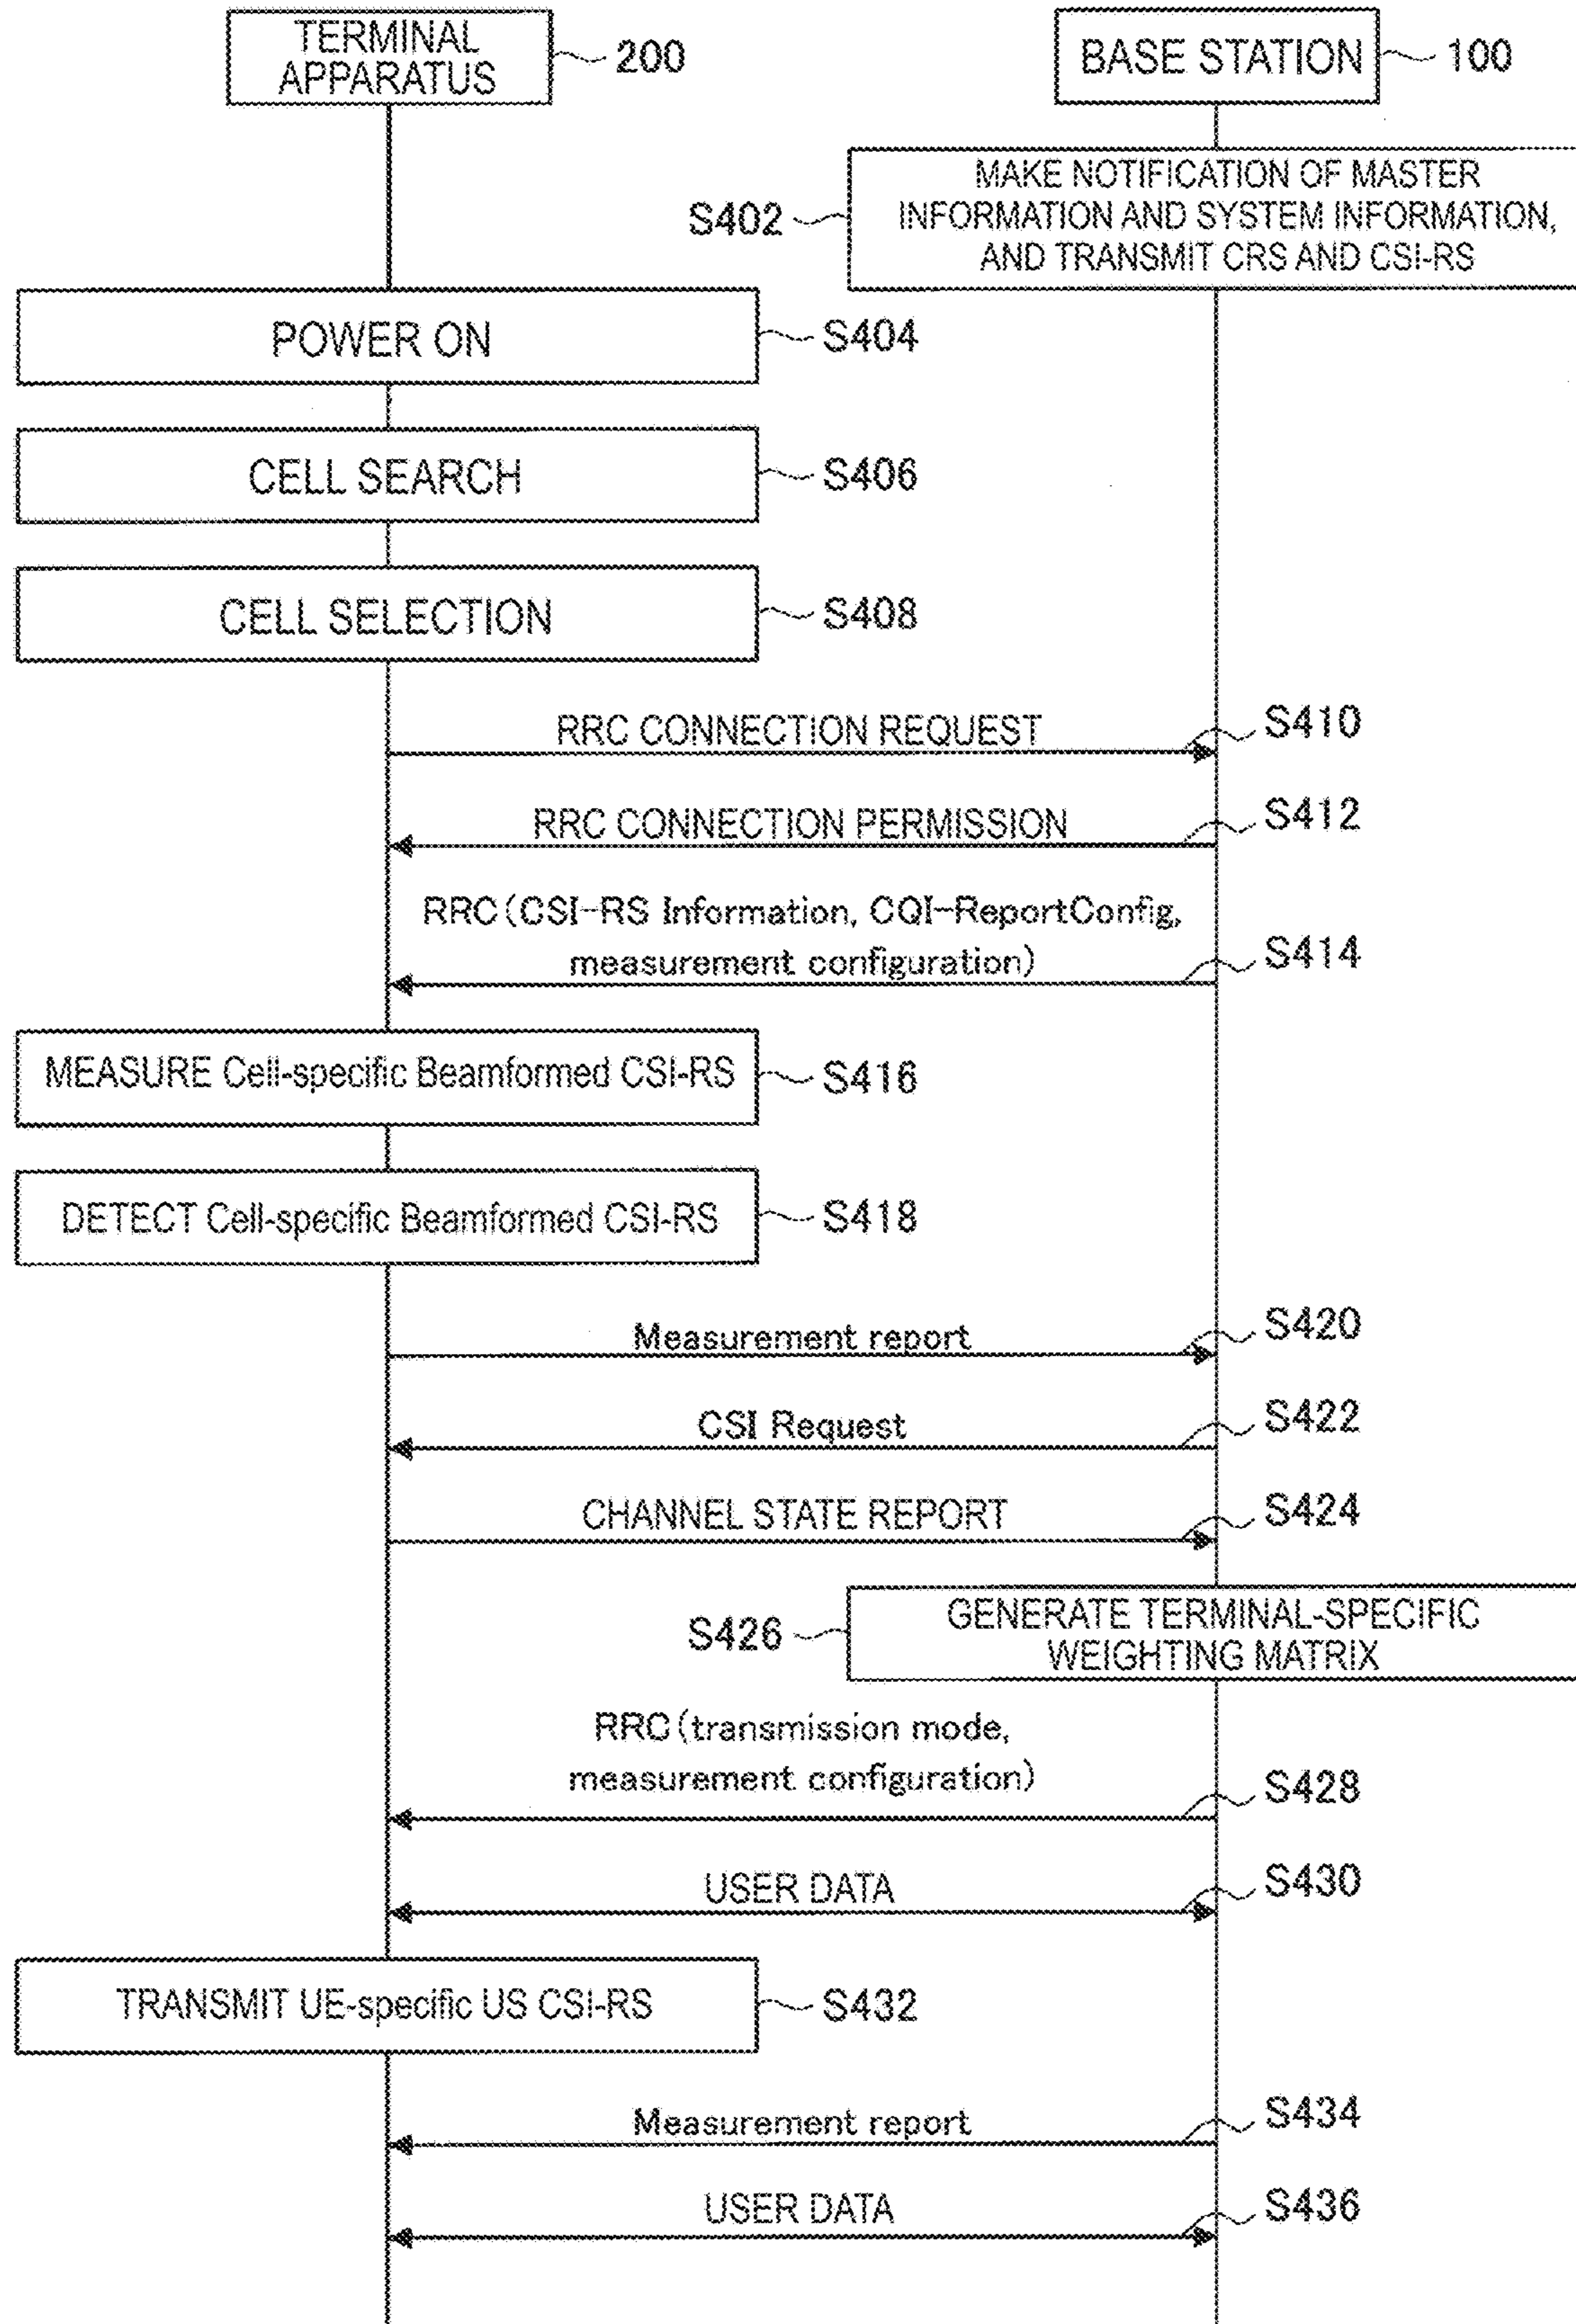 TERMINAL
APPARATUS
200
BASE STATION
100
S402
MAKE NOTIFICATION OF MASTER
INFORMATION AND SYSTEM INFORMATION,
AND TRANSMIT CRS AND CSI-RS
POWER ON
S404
CELL SEARCH
S406
CELL SELECTION
S408
RRC CONNECTION REQUEST
S410
RRC CONNECTION PERMISSION
S412
RRC (CSI-RS Information, CQI-ReportConfig,
measurement configuration)
S414
MEASURE Cell-specific Beamformed CSI-RS
S416
DETECT Cell-specific Beamformed CSI-RS
S418
Measurement report
S420
CSI Request
S422
CHANNEL STATE REPORT
S424
S426
GENERATE TERMINAL-SPECIFIC
WEIGHTING MATRIX
RRC (transmission mode,
measurement configuration)
S428
USER DATA
S430
TRANSMIT UE-specific US CSI-RS
S432
Measurement report
S434
USER DATA
S436